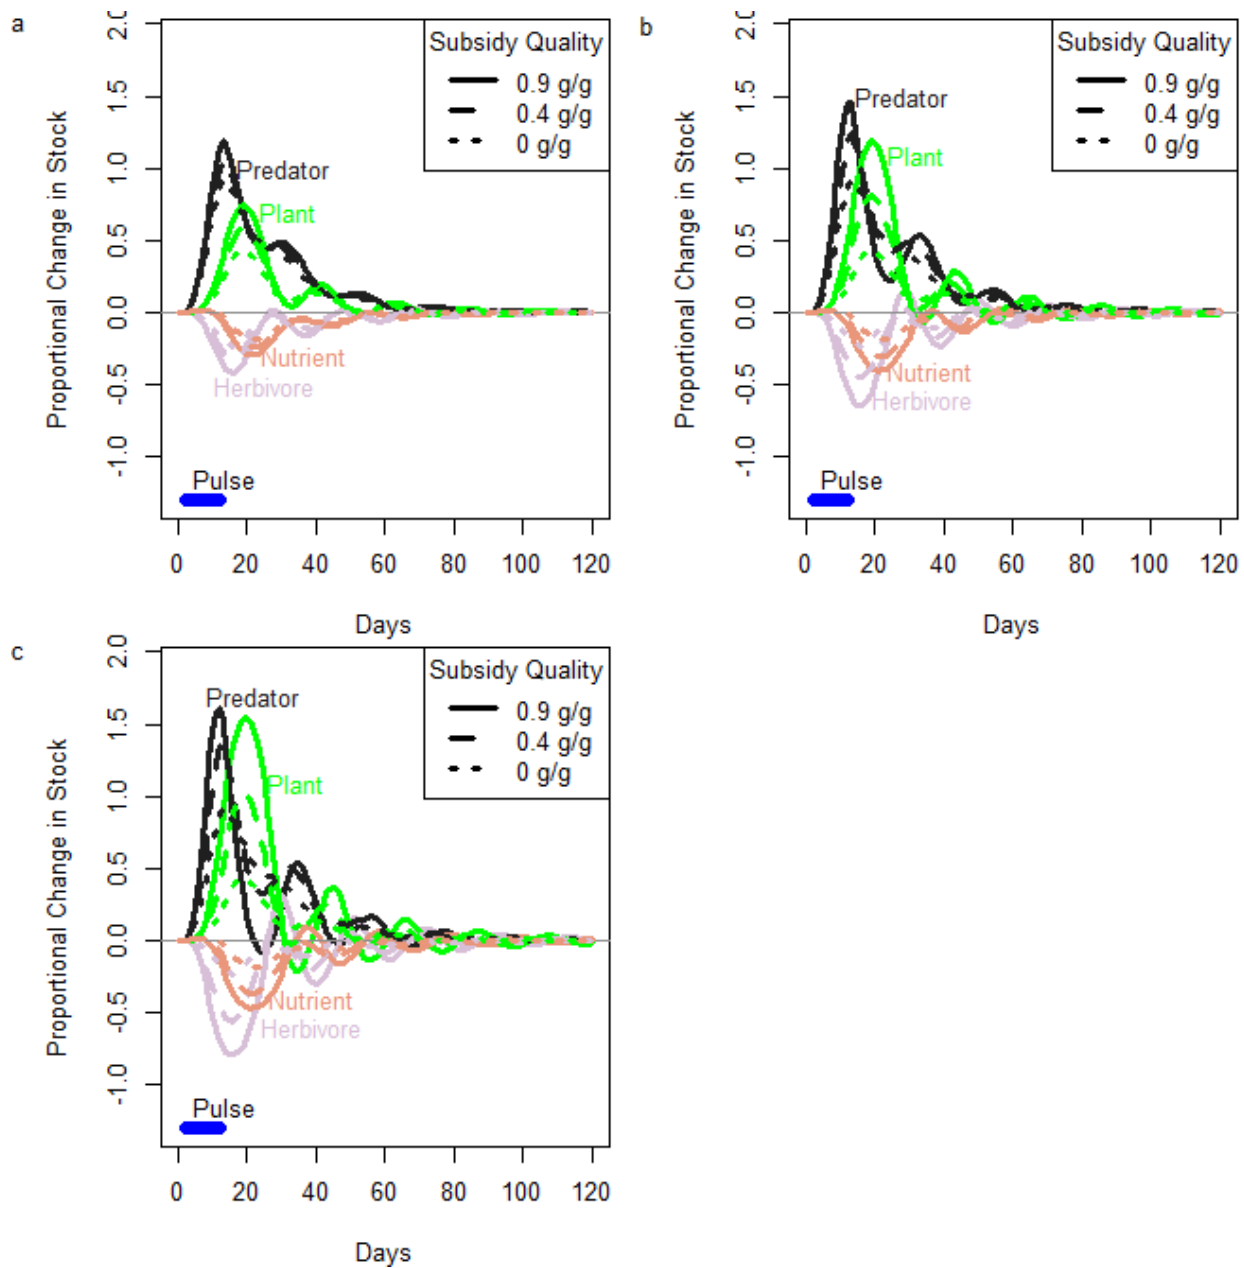 a
Proportional Change in Stock
-1.0 -0.5 0.0 0.5 1.0 1.5 2.0
Subsidy Quality
0.9 g/g
0.4 g/g
0 g/g
Predator
Plant
Nutrient
Herbivore
Pulse
0 20 40 60 80 100 120
Days
b
Proportional Change in Stock
-1.0 -0.5 0.0 0.5 1.0 1.5 2.0
Subsidy Quality
0.9 g/g
0.4 g/g
0 g/g
Predator
Plant
Nutrient
Herbivore
Pulse
0 20 40 60 80 100 120
Days
c
Proportional Change in Stock
-1.0 -0.5 0.0 0.5 1.0 1.5 2.0
Subsidy Quality
0.9 g/g
0.4 g/g
0 g/g
Predator
Plant
Nutrient
Herbivore
Pulse
0 20 40 60 80 100 120
Days